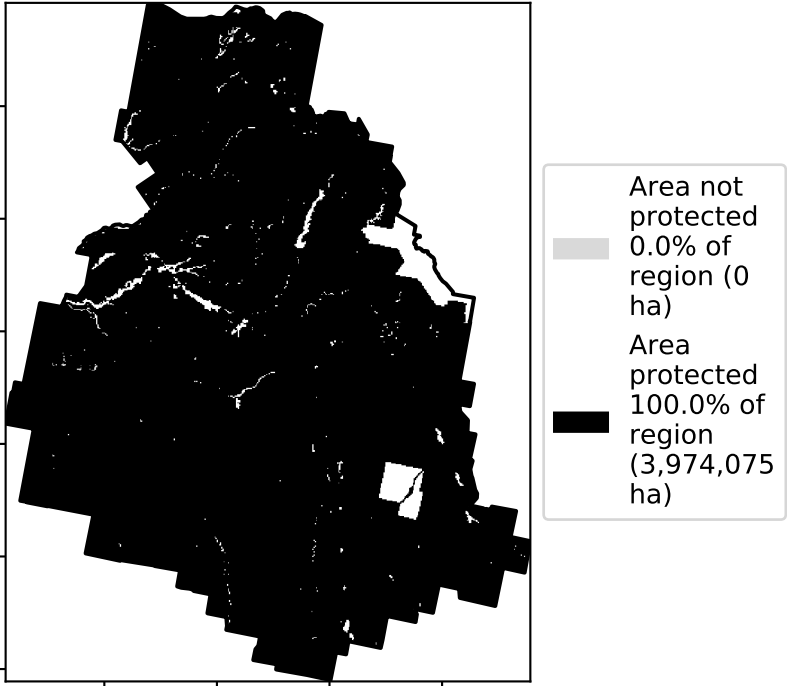 Area not
protected
0.0% of
region (0
ha)
Area
protected
100.0% of
region
(3,974,075
ha)